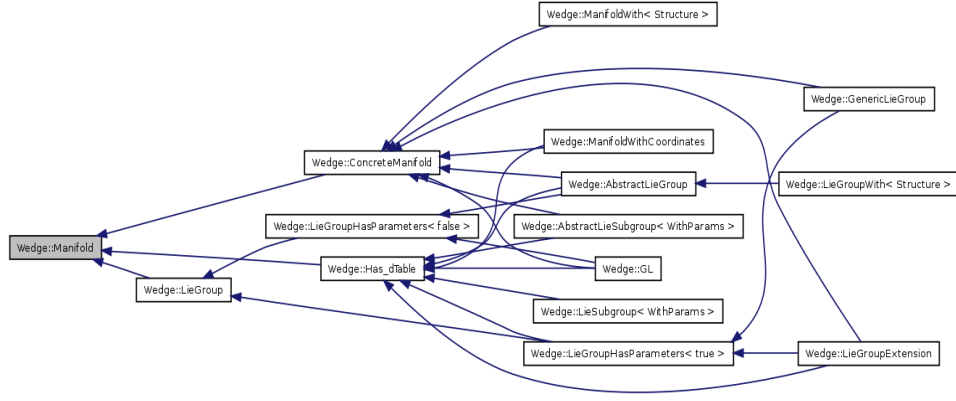 Wedge::ManifoldWith< Structure >
Wedge::GenericLieGroup
Wedge::ManifoldWithCoordinates
Wedge::ConcreteManifold
Wedge::AbstractLieGroup
Wedge::LieGroupWith< Structure >
Wedge::LieGroupHasParameters< false >
Wedge::AbstractLieSubgroup< WithParams >
Wedge::Manifold
Wedge::Has_dTable
Wedge::GL
Wedge::LieGroup
Wedge::LieSubgroup< WithParams >
Wedge::LieGroupHasParameters< true >
Wedge::LieGroupExtension